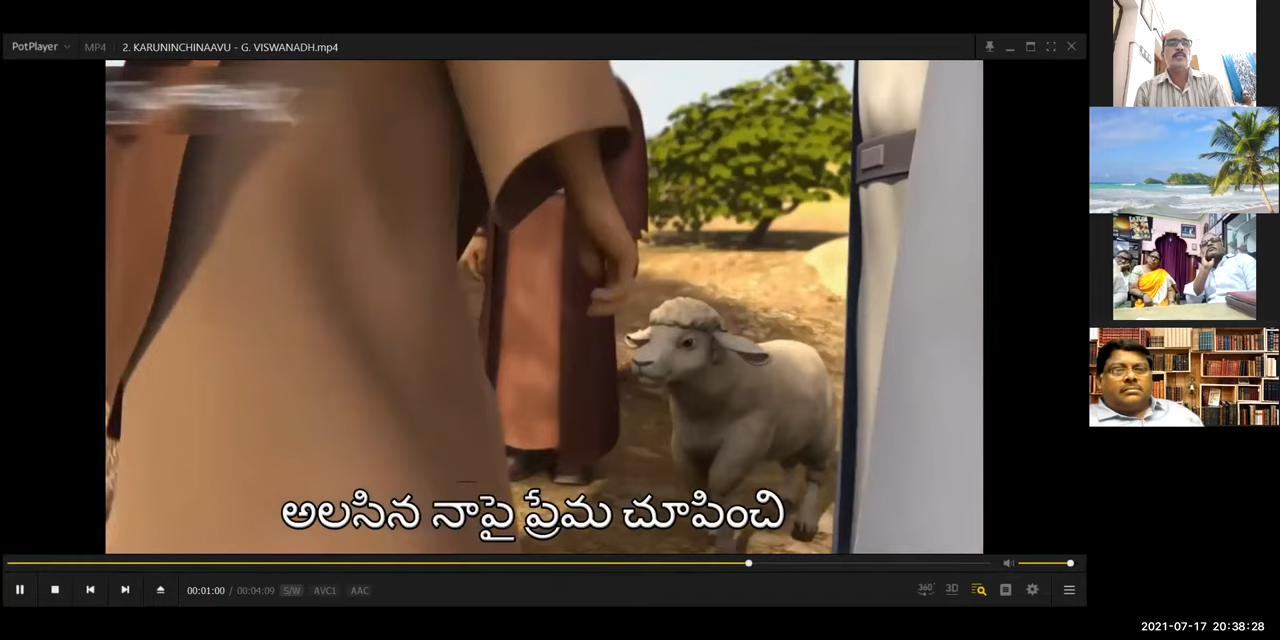 PotPlayer MP4 2. KARUNINCHINAAVU - G. VISWANADH.mp4
అలసిన నాపై ప్రేమ చూపించి
00:01:00 / 00:04:09 S/W AVC1 AAC 360° 3D
2021-07-17 20:38:28